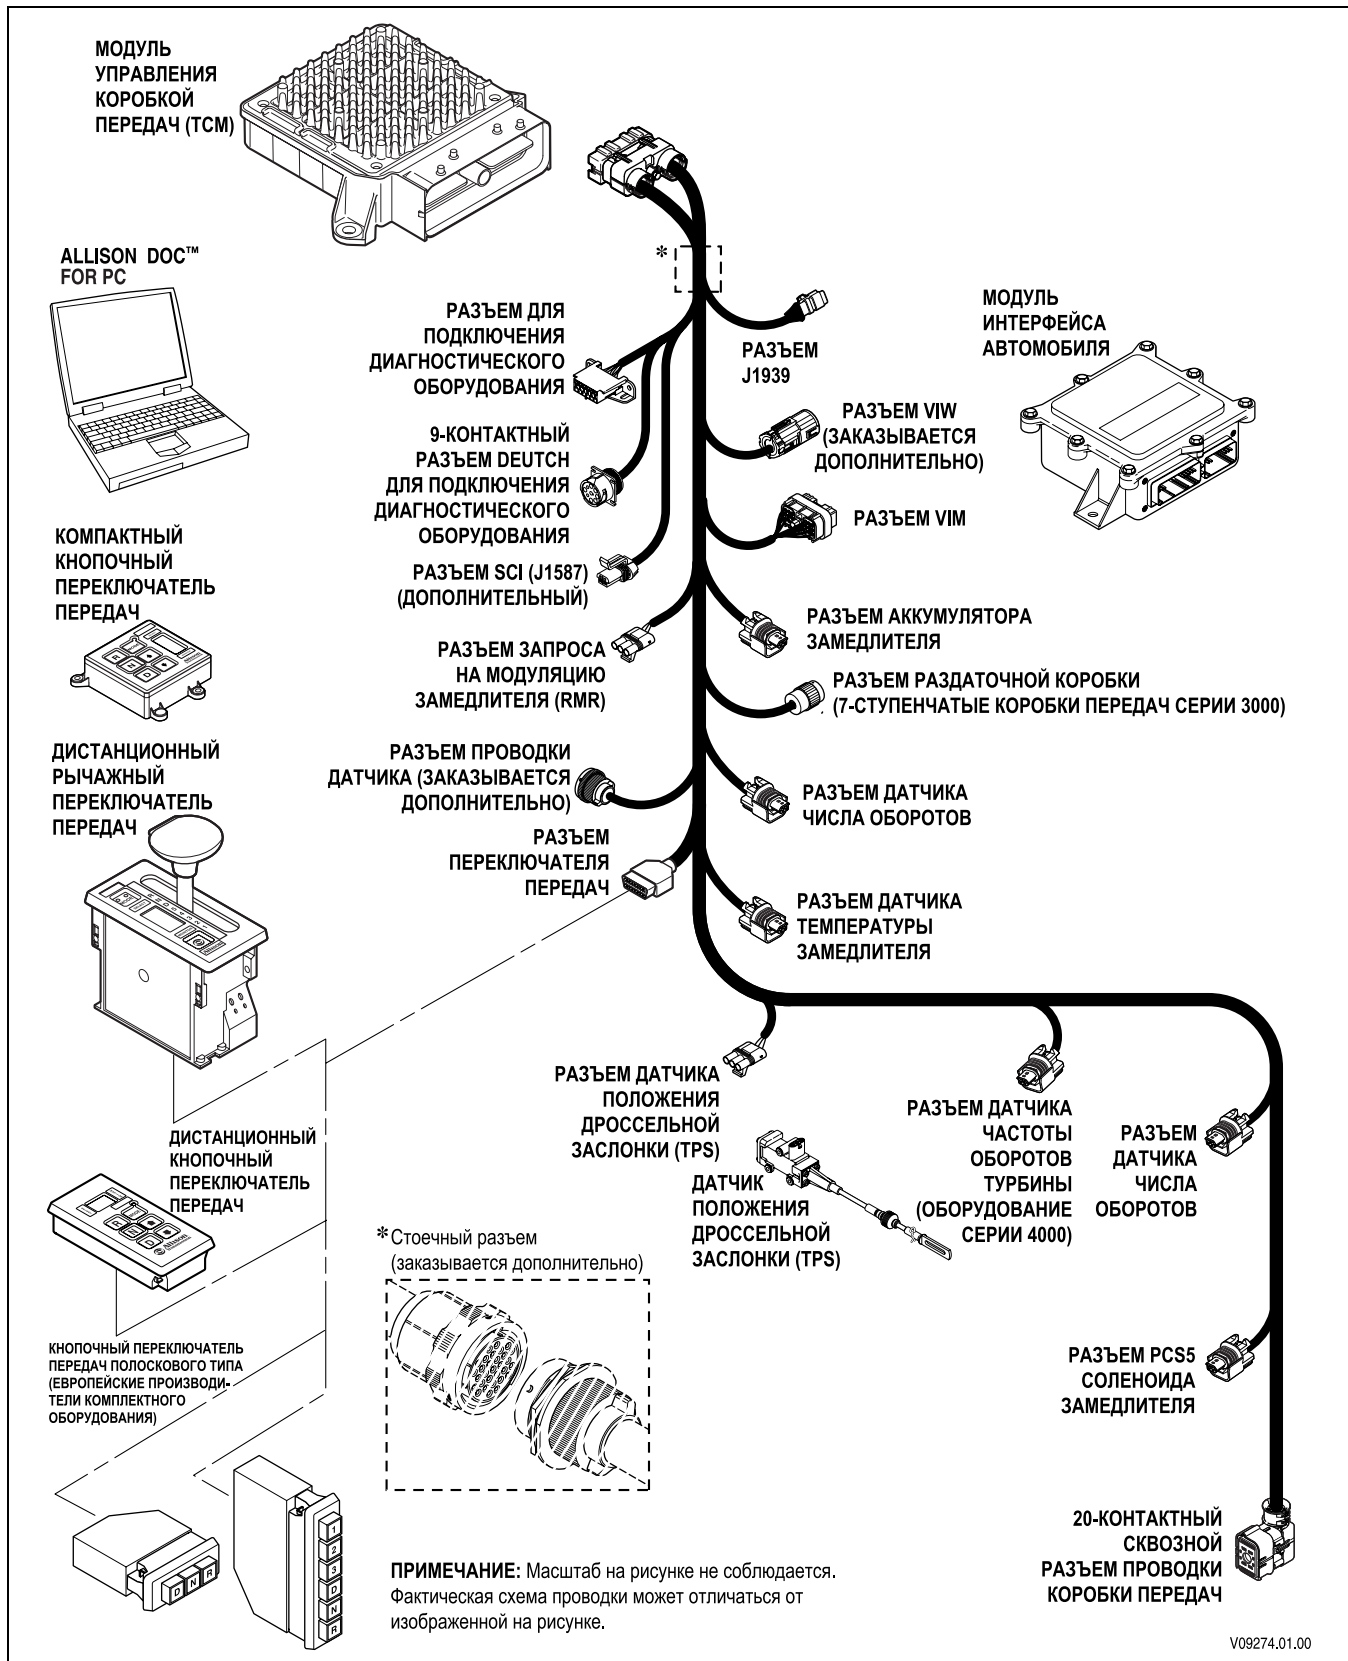 МОДУЛЬ
УПРАВЛЕНИЯ
КОРОБКОЙ
ПЕРЕДАЧ (TCM)
ALLISON DOC™
FOR PC
*
РАЗЪЕМ ДЛЯ
ПОДКЛЮЧЕНИЯ
ДИАГНОСТИЧЕСКОГО
ОБОРУДОВАНИЯ
РАЗЪЕМ
J1939
МОДУЛЬ
ИНТЕРФЕЙСА
АВТОМОБИЛЯ
9-КОНТАКТНЫЙ
РАЗЪЕМ DEUTCH
ДЛЯ ПОДКЛЮЧЕНИЯ
ДИАГНОСТИЧЕСКОГО
ОБОРУДОВАНИЯ
РАЗЪЕМ VIW
(ЗАКАЗЫВАЕТСЯ
ДОПОЛНИТЕЛЬНО)
РАЗЪЕМ VIM
КОМПАКТНЫЙ
КНОПОЧНЫЙ
ПЕРЕКЛЮЧАТЕЛЬ
ПЕРЕДАЧ
РАЗЪЕМ SCI (J1587)
(ДОПОЛНИТЕЛЬНЫЙ)
РАЗЪЕМ АККУМУЛЯТОРА
ЗАМЕДЛИТЕЛЯ
РАЗЪЕМ ЗАПРОСА
НА МОДУЛЯЦИЮ
ЗАМЕДЛИТЕЛЯ (RMR)
РАЗЪЕМ РАЗДАТОЧНОЙ КОРОБКИ
(7-СТУПЕНЧАТЫЕ КОРОБКИ ПЕРЕДАЧ СЕРИИ 3000)
ДИСТАНЦИОННЫЙ
РЫЧАЖНЫЙ
ПЕРЕКЛЮЧАТЕЛЬ
ПЕРЕДАЧ
РАЗЪЕМ ПРОВОДКИ
ДАТЧИКА (ЗАКАЗЫВАЕТСЯ
ДОПОЛНИТЕЛЬНО)
РАЗЪЕМ ДАТЧИКА
ЧИСЛА ОБОРОТОВ
РАЗЪЕМ
ПЕРЕКЛЮЧАТЕЛЯ
ПЕРЕДАЧ
РАЗЪЕМ ДАТЧИКА
ТЕМПЕРАТУРЫ
ЗАМЕДЛИТЕЛЯ
РАЗЪЕМ ДАТЧИКА
ПОЛОЖЕНИЯ
ДРОССЕЛЬНОЙ
ЗАСЛОНКИ (TPS)
РАЗЪЕМ ДАТЧИКА
ЧАСТОТЫ
ОБОРОТОВ
ТУРБИНЫ
(ОБОРУДОВАНИЕ
СЕРИИ 4000)
РАЗЪЕМ
ДАТЧИКА
ЧИСЛА
ОБОРОТОВ
ДИСТАНЦИОННЫЙ
КНОПОЧНЫЙ
ПЕРЕКЛЮЧАТЕЛЬ
ПЕРЕДАЧ
ДАТЧИК
ПОЛОЖЕНИЯ
ДРОССЕЛЬНОЙ
ЗАСЛОНКИ (TPS)
Allison
*Стоечный разъем
(заказывается дополнительно)
КНОПОЧНЫЙ ПЕРЕКЛЮЧАТЕЛЬ
ПЕРЕДАЧ ПОЛОСКОВОГО ТИПА
(ЕВРОПЕЙСКИЕ ПРОИЗВОДИ-
ТЕЛИ КОМПЛЕКТНОГО
ОБОРУДОВАНИЯ)
РАЗЪЕМ PCS5
СОЛЕНОИДА
ЗАМЕДЛИТЕЛЯ
D N R
1
2
3
D
N
R
20-КОНТАКТНЫЙ
СКВОЗНОЙ
РАЗЪЕМ ПРОВОДКИ
КОРОБКИ ПЕРЕДАЧ
ПРИМЕЧАНИЕ: Масштаб на рисунке не соблюдается.
Фактическая схема проводки может отличаться от
изображенной на рисунке.
V09274.01.00